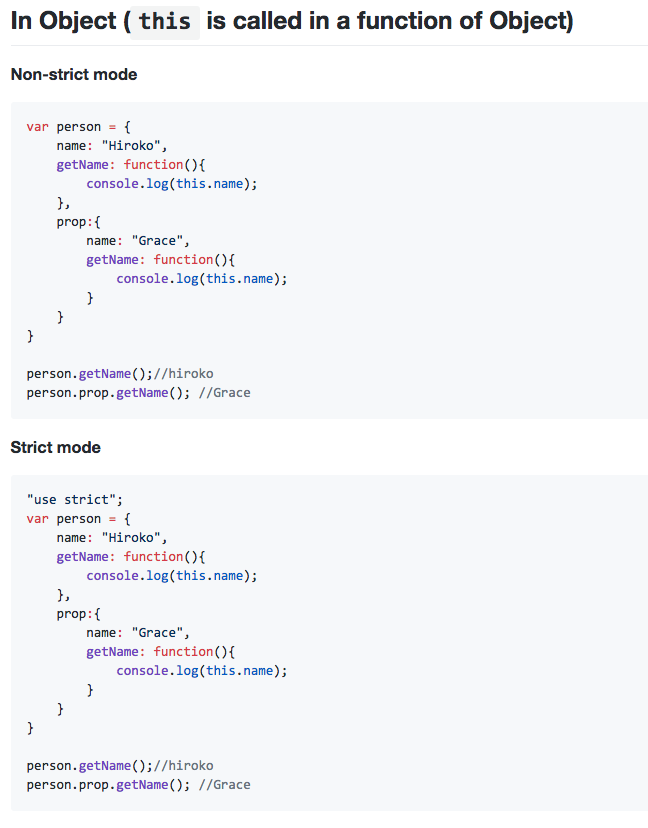 In Object ( this is called in a function of Object)
Non-strict mode
var person = {
    name: "Hiroko",
    getName: function(){
        console.log(this.name);
    },
    prop:{
        name: "Grace",
        getName: function(){
            console.log(this.name);
        }
    }
}
person.getName();//hiroko
person.prop.getName(); //Grace
Strict mode
"use strict";
var person = {
    name: "Hiroko",
    getName: function(){
        console.log(this.name);
    },
    prop:{
        name: "Grace",
        getName: function(){
            console.log(this.name);
        }
    }
}
person.getName();//hiroko
person.prop.getName(); //Grace